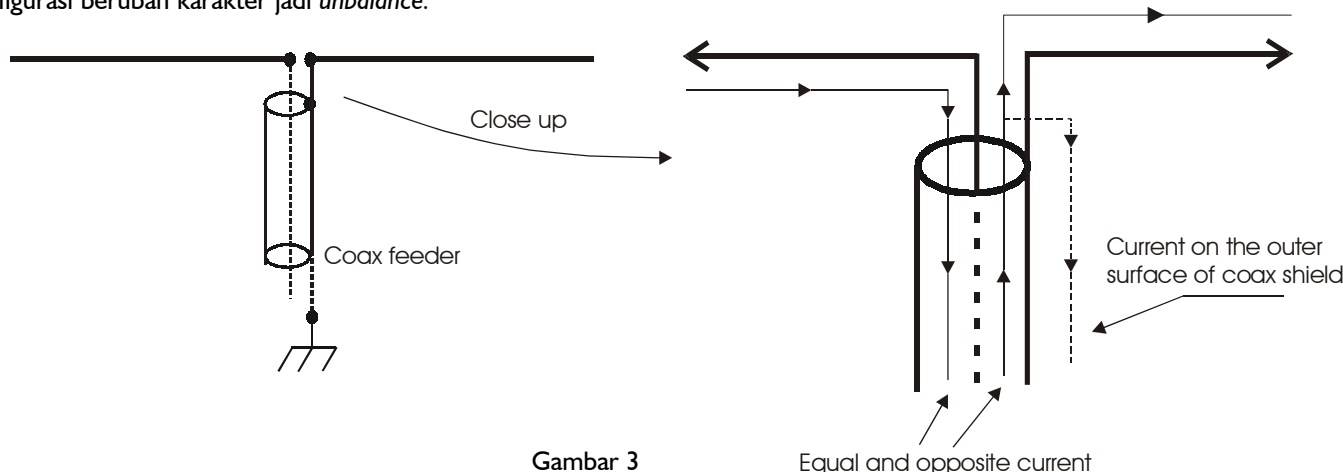 figurasi berubah karakter jadi unbalance.
Close up
Coax feeder
Current on the outer
surface of coax shield
Gambar 3
Equal and opposite current